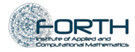 FORTH
Institute of Applied and
Computational Mathematics